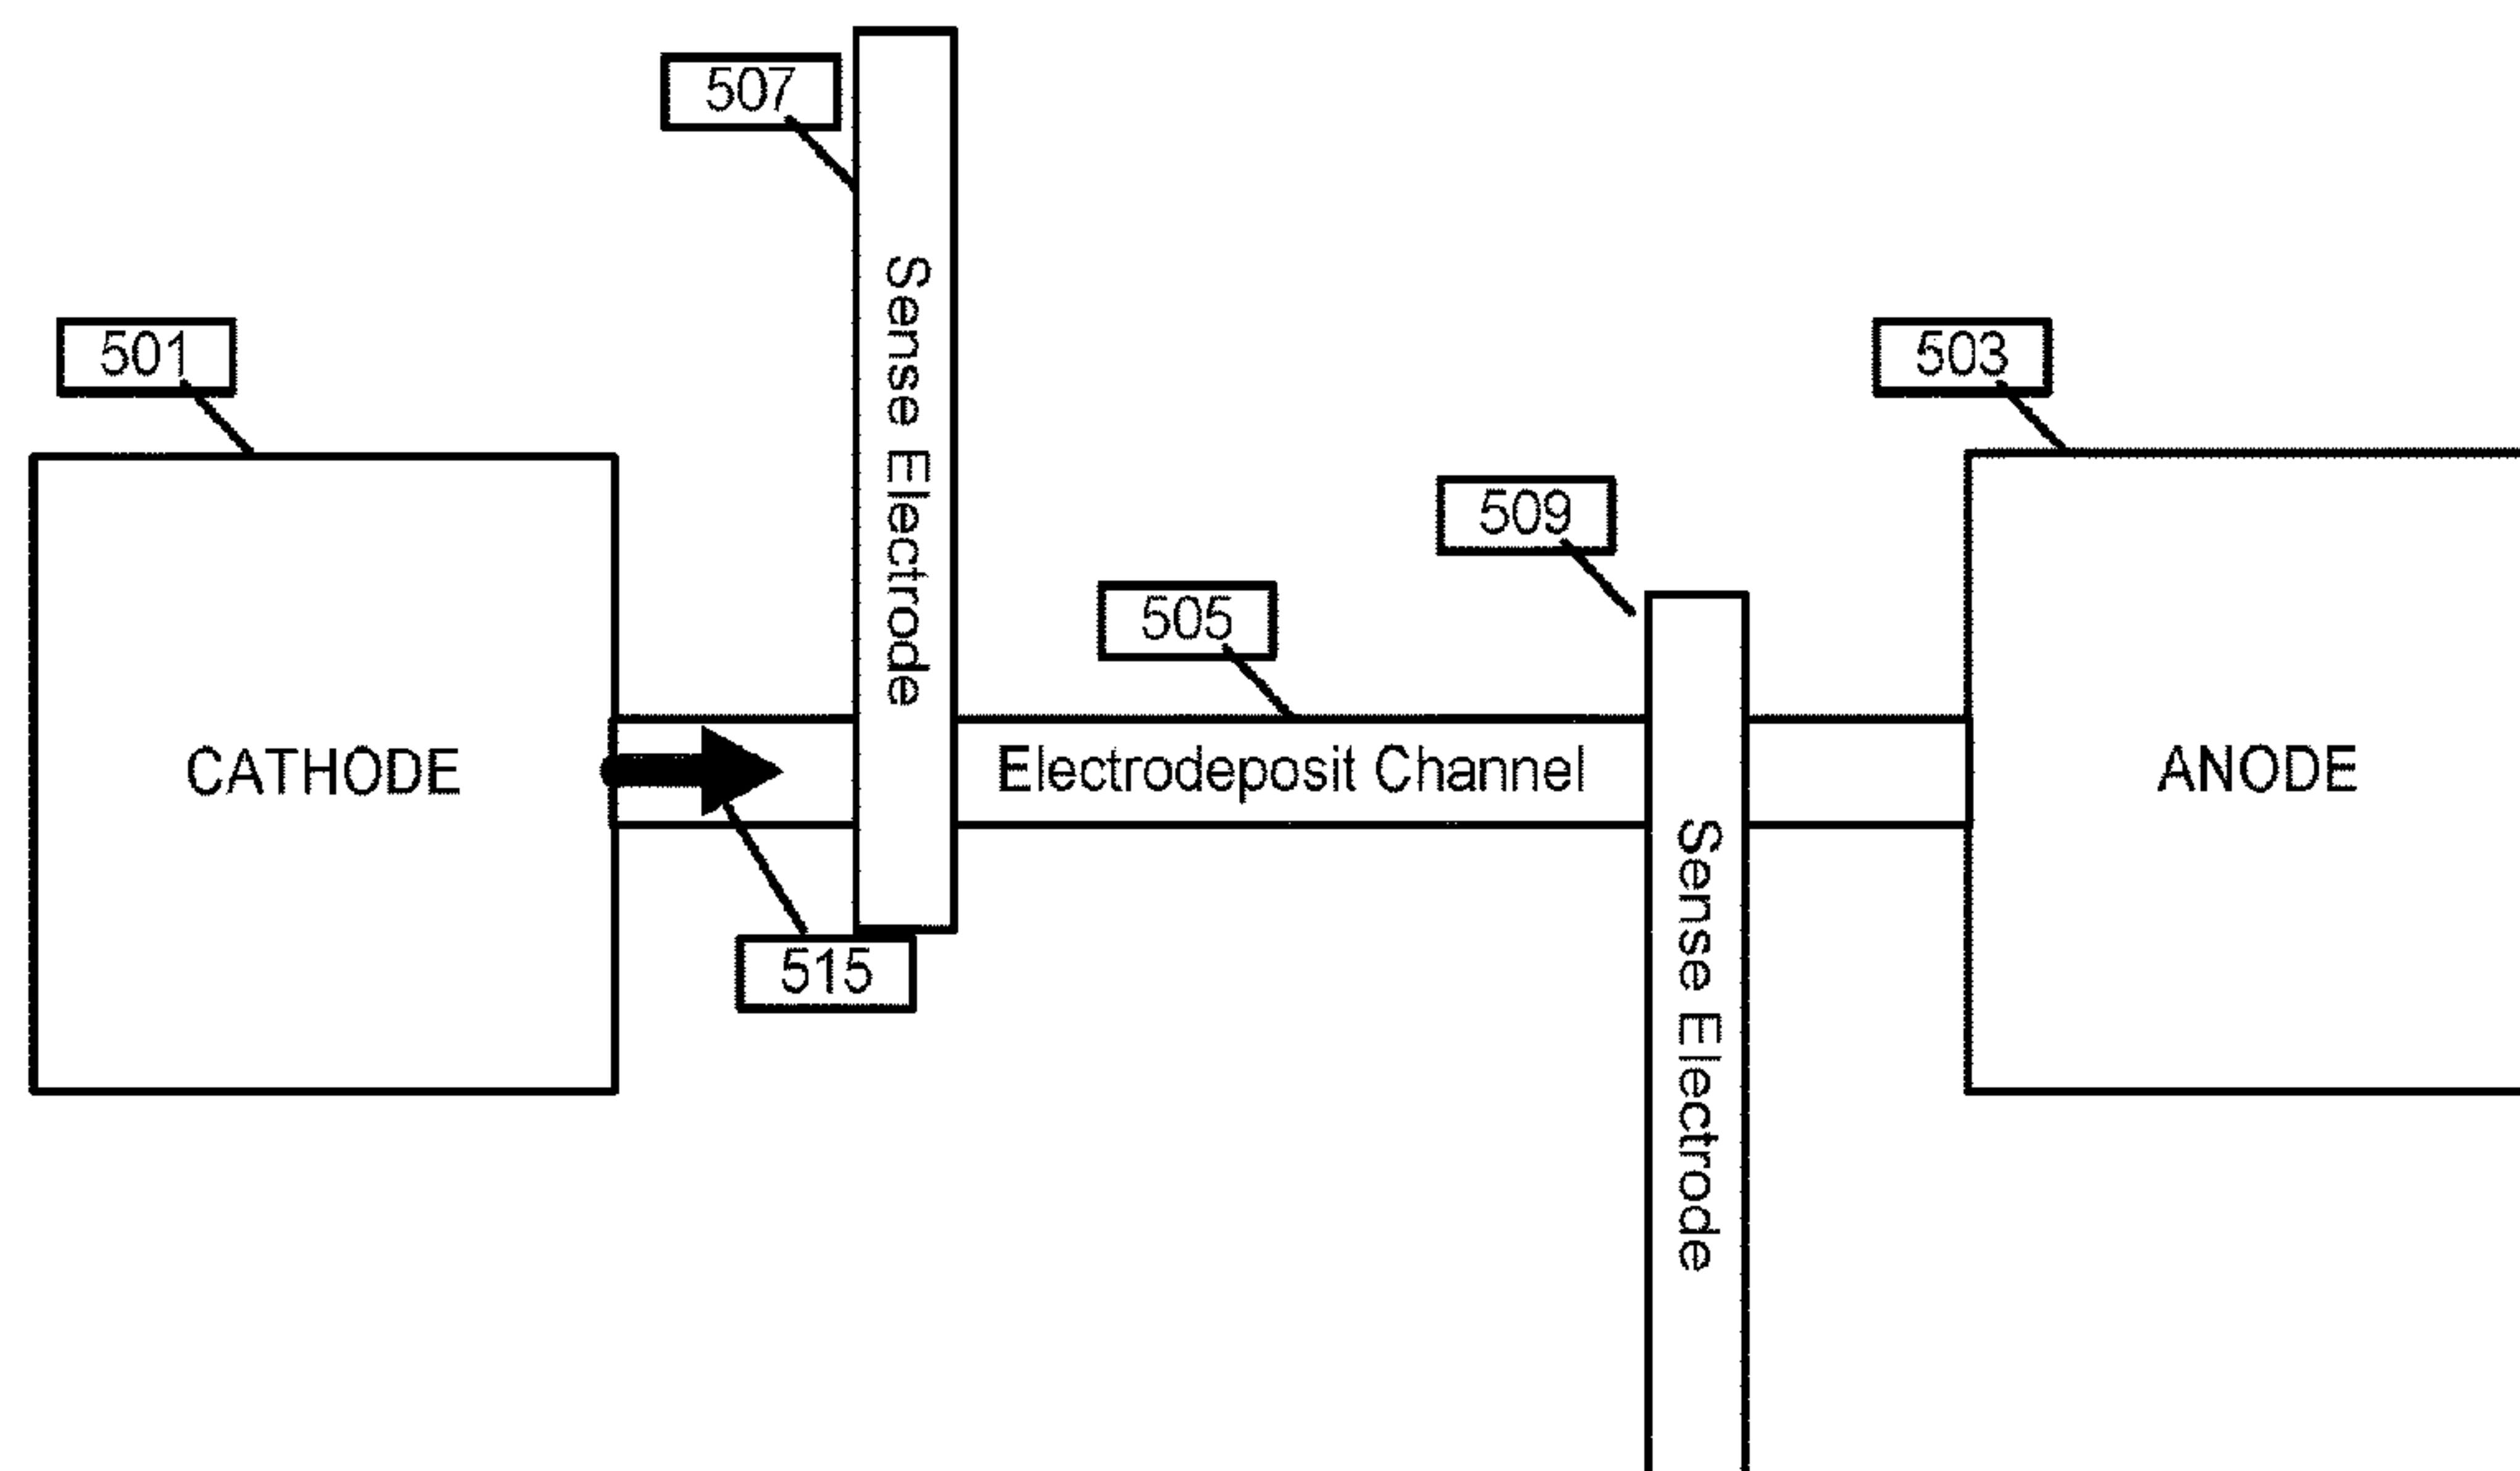 507
Sense Electrode
501
503
509
505
CATHODE
Electrodeposit Channel
ANODE
Sense Electrode
515